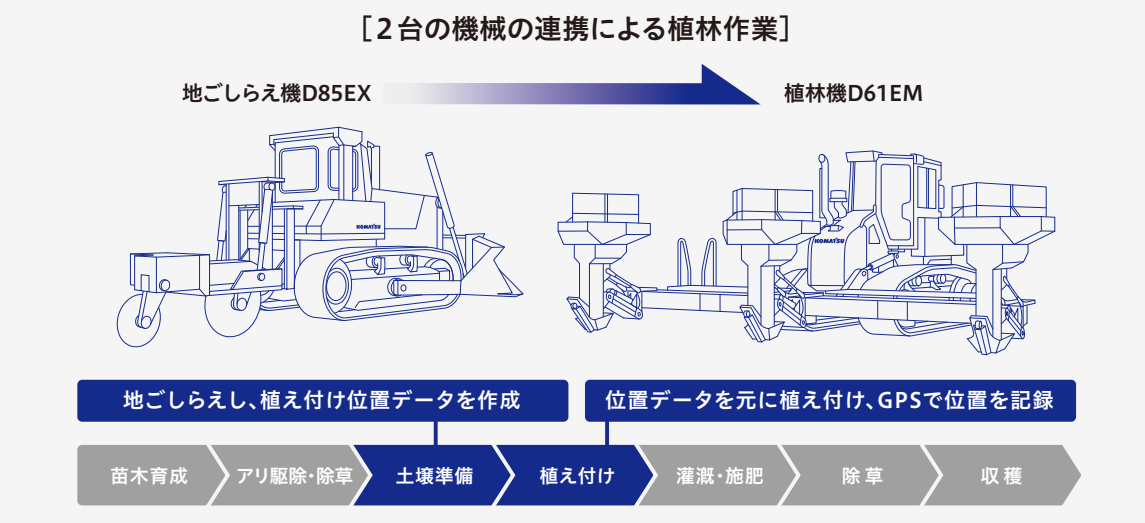 ［2台の機械の連携による植林作業］
地ごしらえ機D85EX
植林機D61EM
KOMATSU
KOMATSU
地ごしらえし、植え付け位置データを作成
位置データを元に植え付け、GPSで位置を記録
苗木育成
アリ駆除・除草
土壌準備
植え付け
灌漑・施肥
除草
収穫